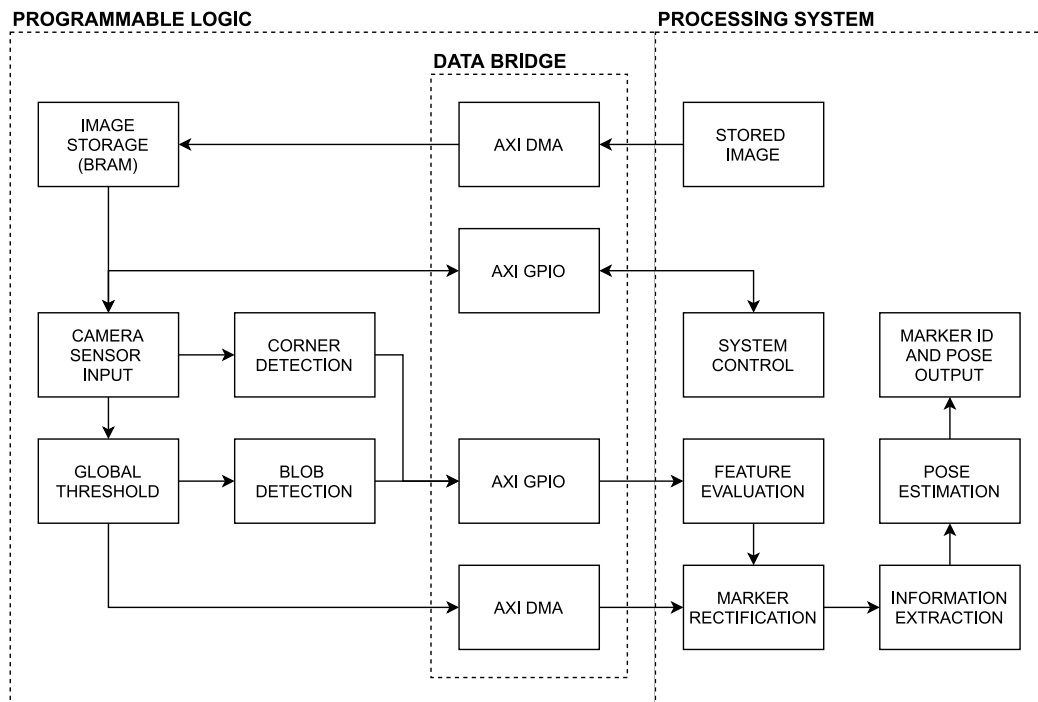 PROGRAMMABLE LOGIC
PROCESSING SYSTEM
DATA BRIDGE
IMAGE
STORAGE
(BRAM)
AXI DMA
STORED
IMAGE
AXI GPIO
CAMERA
SENSOR
INPUT
CORNER
DETECTION
SYSTEM
CONTROL
MARKER ID
AND POSE
OUTPUT
GLOBAL
THRESHOLD
BLOB
DETECTION
AXI GPIO
FEATURE
EVALUATION
POSE
ESTIMATION
AXI DMA
MARKER
RECTIFICATION
INFORMATION
EXTRACTION